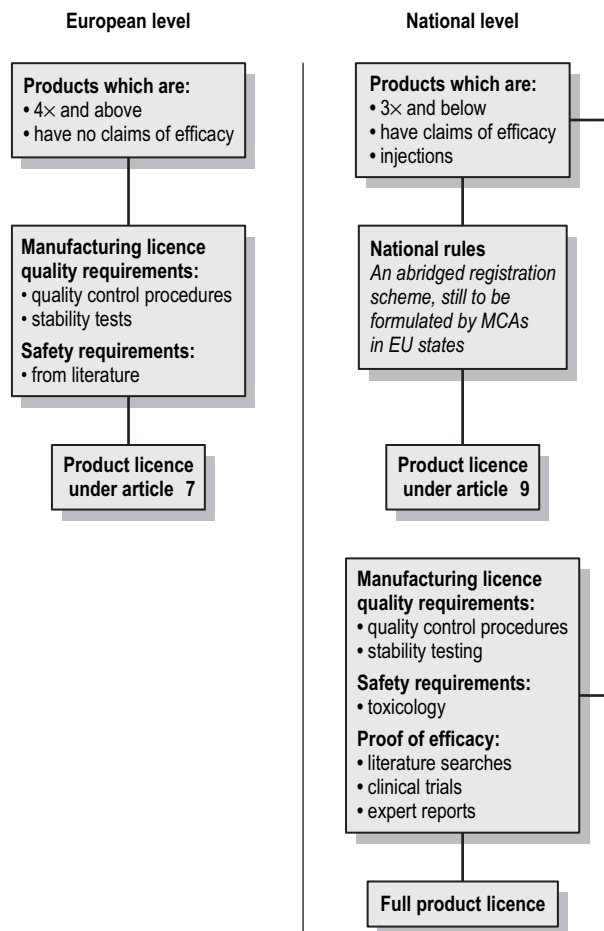 European level
Products which are:
• 4× and above
• have no claims of efficacy
Manufacturing licence
quality requirements:
• quality control procedures
• stability tests
Safety requirements:
• from literature
Product licence
under article 7
National level
Products which are:
• 3× and below
• have claims of efficacy
• injections
National rules
An abridged registration
scheme, still to be
formulated by MCAs
in EU states
Product licence
under article 9
Manufacturing licence
quality requirements:
• quality control procedures
• stability testing
Safety requirements:
• toxicology
Proof of efficacy:
• literature searches
• clinical trials
• expert reports
Full product licence